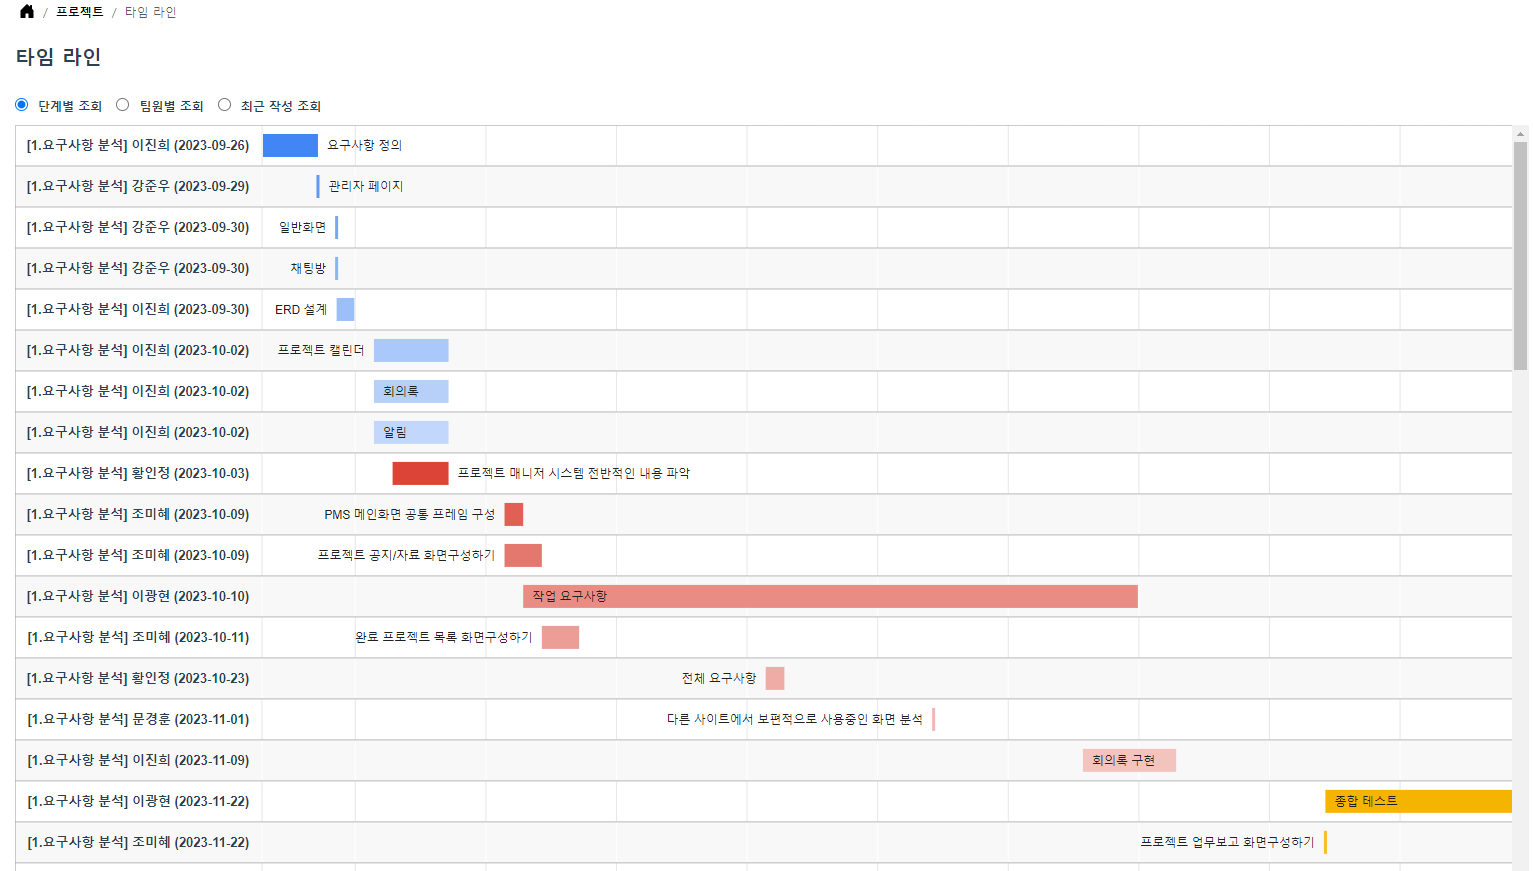 / 프로젝트 / 타임 라인
타임 라인
단계별 조회 팀원별 조회 최근 작성 조회
[1.요구사항 분석] 이진희 (2023-09-26) 요구사항 정의
[1.요구사항 분석] 강준우 (2023-09-29) 관리자 페이지
[1.요구사항 분석] 강준우 (2023-09-30) 일반화면
[1.요구사항 분석] 강준우 (2023-09-30) 채팅방
[1.요구사항 분석] 이진희 (2023-09-30) ERD 설계
[1.요구사항 분석] 이진희 (2023-10-02) 프로젝트 캘린더
[1.요구사항 분석] 이진희 (2023-10-02) 회의록
[1.요구사항 분석] 이진희 (2023-10-02) 알림
[1.요구사항 분석] 황인정 (2023-10-03) 프로젝트 매니저 시스템 전반적인 내용 파악
[1.요구사항 분석] 조미혜 (2023-10-09) PMS 메인화면 공통 프레임 구성
[1.요구사항 분석] 조미혜 (2023-10-09) 프로젝트 공지/자료 화면구성하기
[1.요구사항 분석] 이광현 (2023-10-10) 작업 요구사항
[1.요구사항 분석] 조미혜 (2023-10-11) 완료 프로젝트 목록 화면구성하기
[1.요구사항 분석] 황인정 (2023-10-23) 전체 요구사항
[1.요구사항 분석] 문경훈 (2023-11-01) 다른 사이트에서 보편적으로 사용중인 화면 분석
[1.요구사항 분석] 이진희 (2023-11-09) 회의록 구현
[1.요구사항 분석] 이광현 (2023-11-22) 종합 테스트
[1.요구사항 분석] 조미혜 (2023-11-22) 프로젝트 업무보고 화면구성하기